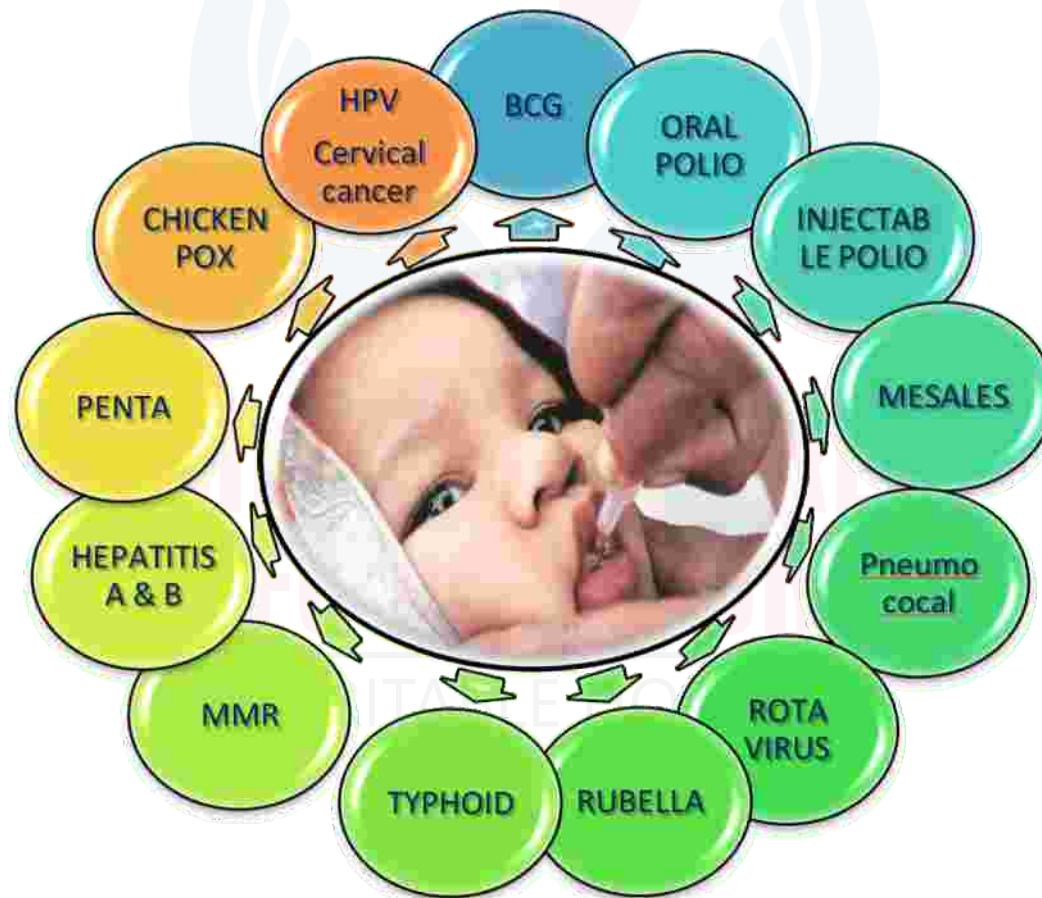 BCG
ORAL
POLIO
INJECTAB
LE POLIO
MESALES
Pneumo
cocal
ROTA
VIRUS
RUBELLA
TYPHOID
MMR
HEPATITIS
A & B
PENTA
CHICKEN
POX
HPV
Cervical
cancer